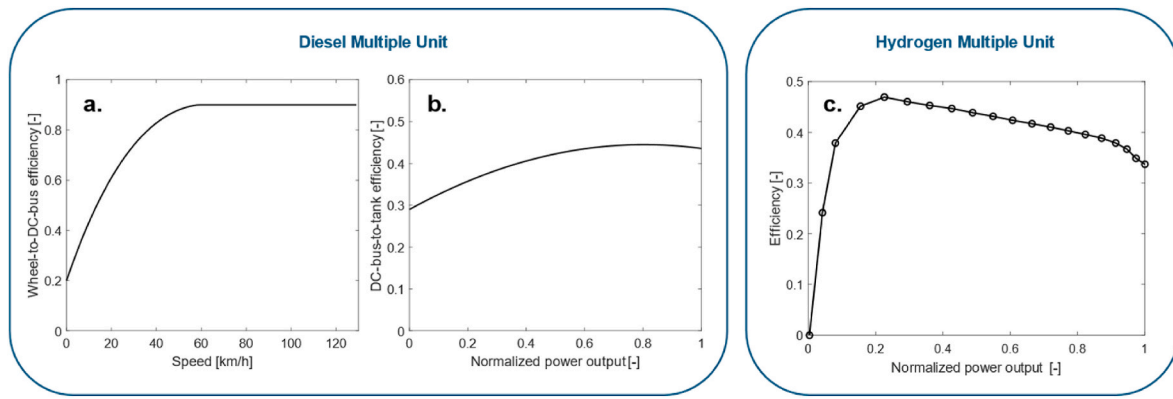 Diesel Multiple Unit
a.
Wheel-to-DC-bus efficiency [-]
1
0.8
0.6
0.4
0.2
0
0 20 40 60 80 100 120
Speed [km/h]
b.
DC-bus-to-tank efficiency [-]
0.6
0.5
0.4
0.3
0.2
0.1
0
0 0.2 0.4 0.6 0.8 1
Normalized power output [-]
Hydrogen Multiple Unit
c.
Efficiency [-]
0.5
0.4
0.3
0.2
0.1
0
0 0.2 0.4 0.6 0.8 1
Normalized power output [-]